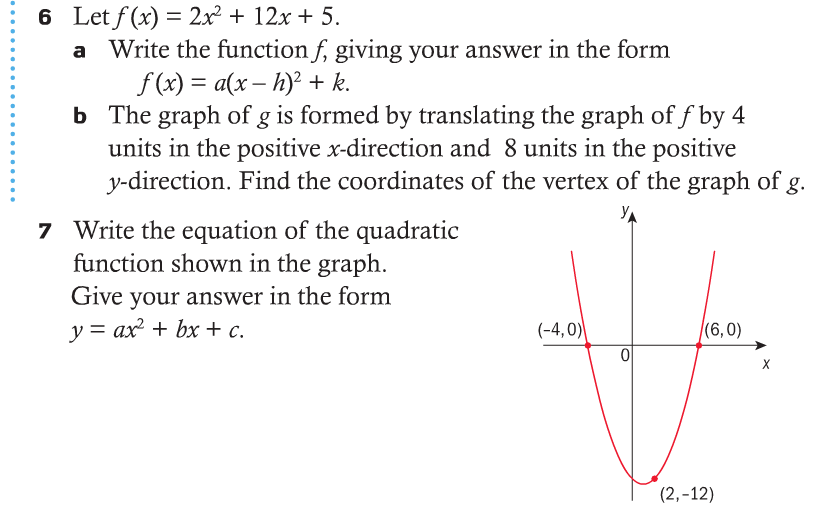 6 Let f(x) = 2x² + 12x + 5.
a Write the function f, giving your answer in the form
f(x) = a(x – h)² + k.
b The graph of g is formed by translating the graph of f by 4
units in the positive x-direction and 8 units in the positive
y-direction. Find the coordinates of the vertex of the graph of g.
7 Write the equation of the quadratic
function shown in the graph.
Give your answer in the form
y = ax² + bx + c.
y
(–4, 0)
(6, 0)
0
x
(2, –12)